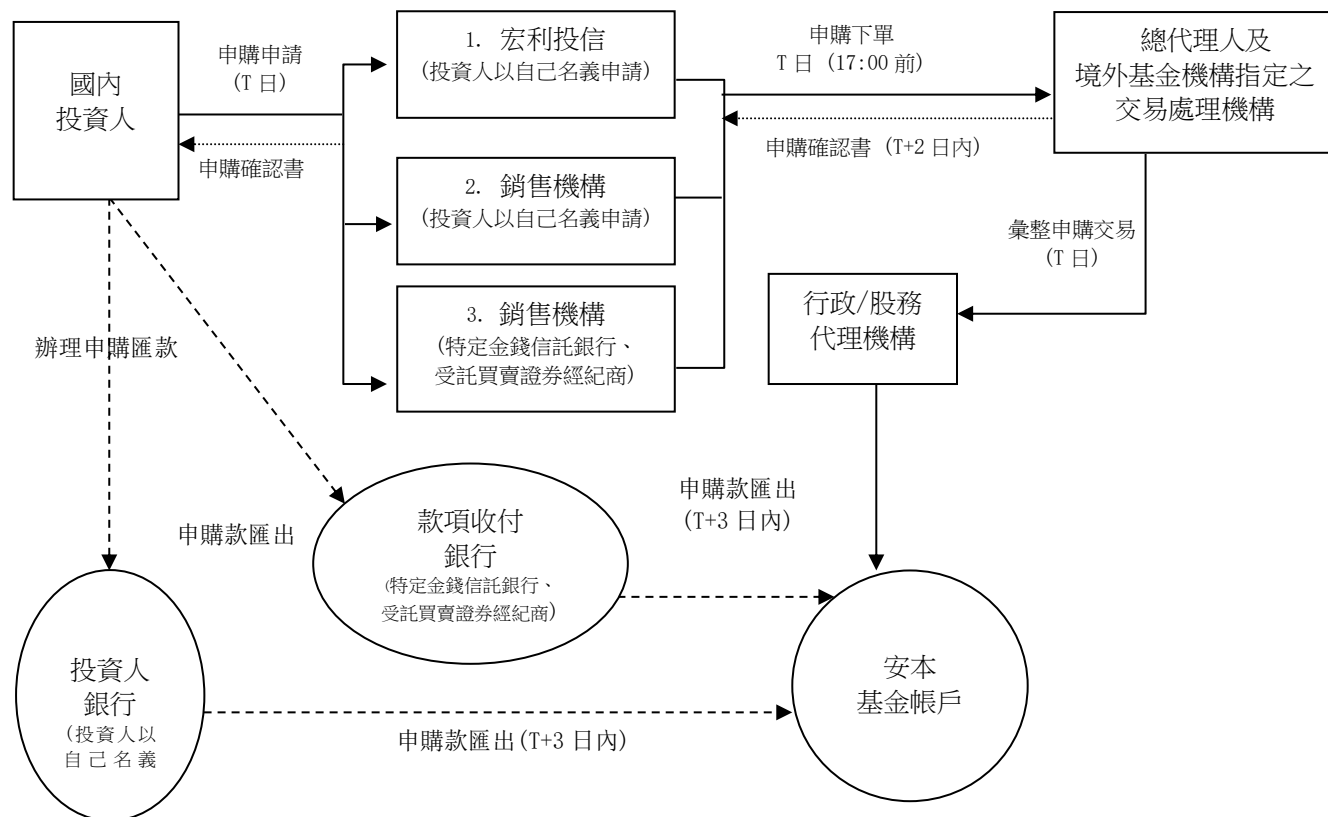 國內
投資人
申購申請
(T 日)
申購確認書
1. 宏利投信
(投資人以自己名義申請)
2. 銷售機構
(投資人以自己名義申請)
3. 銷售機構
(特定金錢信託銀行、
受託買賣證券經紀商)
申購下單
T 日 (17:00 前)
申購確認書 (T+2 日內)
總代理人及
境外基金機構指定之
交易處理機構
彙整申購交易
(T 日)
行政/股務
代理機構
辦理申購匯款
申購款匯出
款項收付
銀行
(特定金錢信託銀行、
受託買賣證券經紀商)
申購款匯出
(T+3 日內)
投資人
銀行
(投資人以
自己名義
申購款匯出(T+3 日內)
安本
基金帳戶